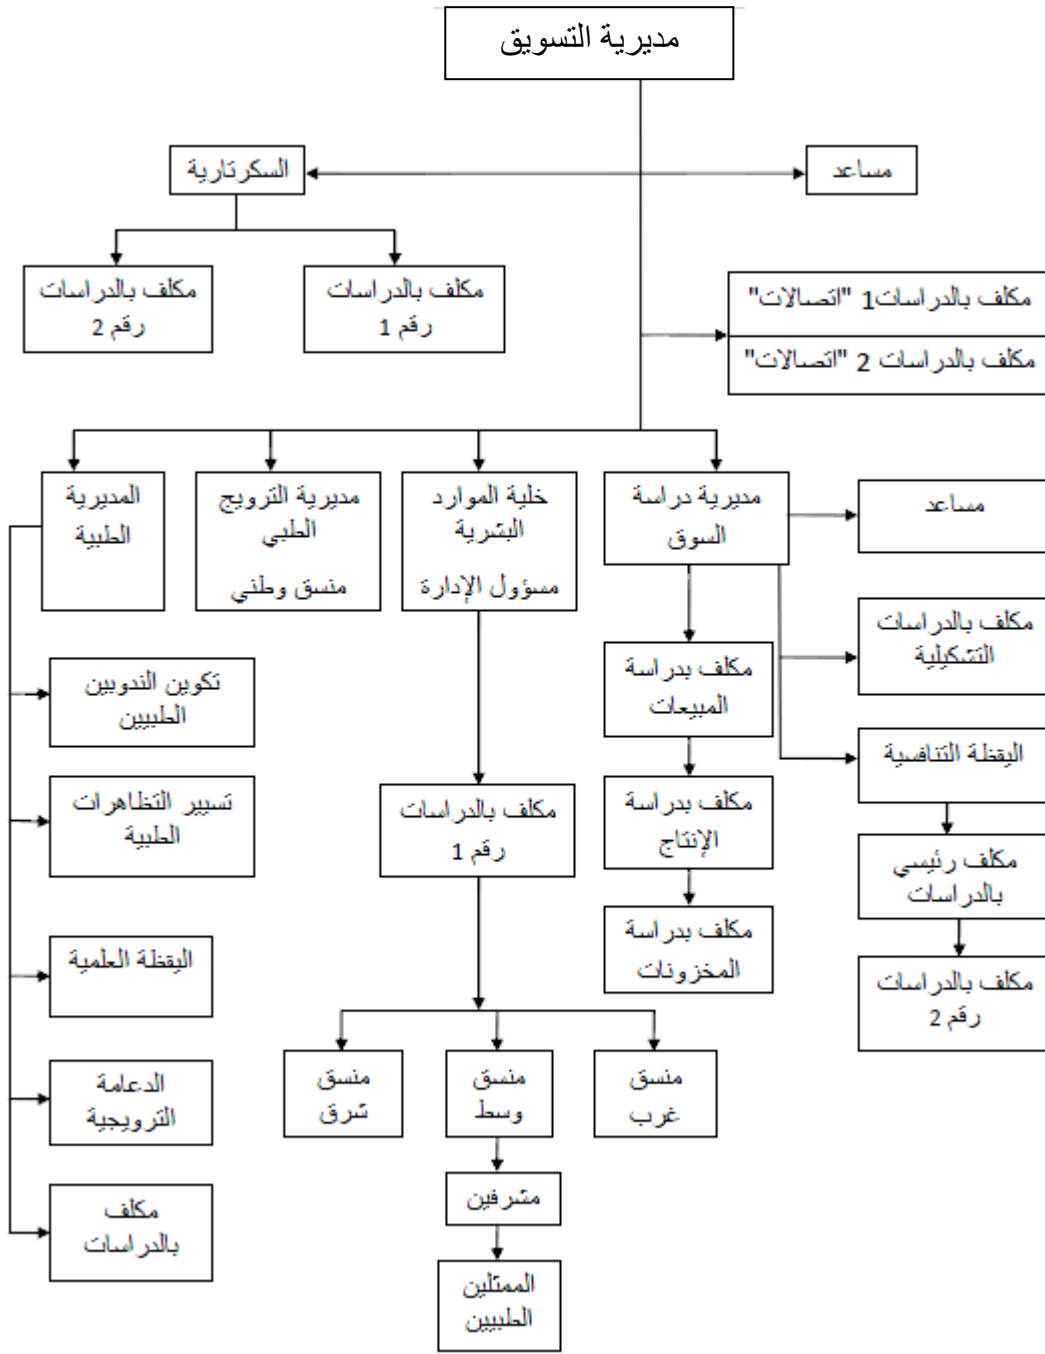 مديرية التسويق
مساعد
السكرتارية
مكلف بالدراسات
رقم 1
مكلف بالدراسات
رقم 2
مكلف بالدراسات1 "اتصالات"
مكلف بالدراسات 2 "اتصالات"
مديرية دراسة
السوق
خلية الموارد
البشرية
مسؤول الإدارة
مديرية الترويج
الطبي
منسق وطني
المديرية
الطبية
مساعد
مكلف بالدراسات
التشكيلية
اليقظة التنافسية
مكلف رئيسي
بالدراسات
مكلف بالدراسات
رقم 2
مكلف بدراسة
المبيعات
مكلف بدراسة
الإنتاج
مكلف بدراسة
المخزونات
مكلف بالدراسات
رقم 1
منسق
غرب
منسق
وسط
منسق
شرق
مشرفين
الممثلين
الطبيين
تكوين الندوبين
الطبيين
تسيير التظاهرات
الطبية
اليقظة العلمية
الدعامة
الترويجية
مكلف
بالدراسات